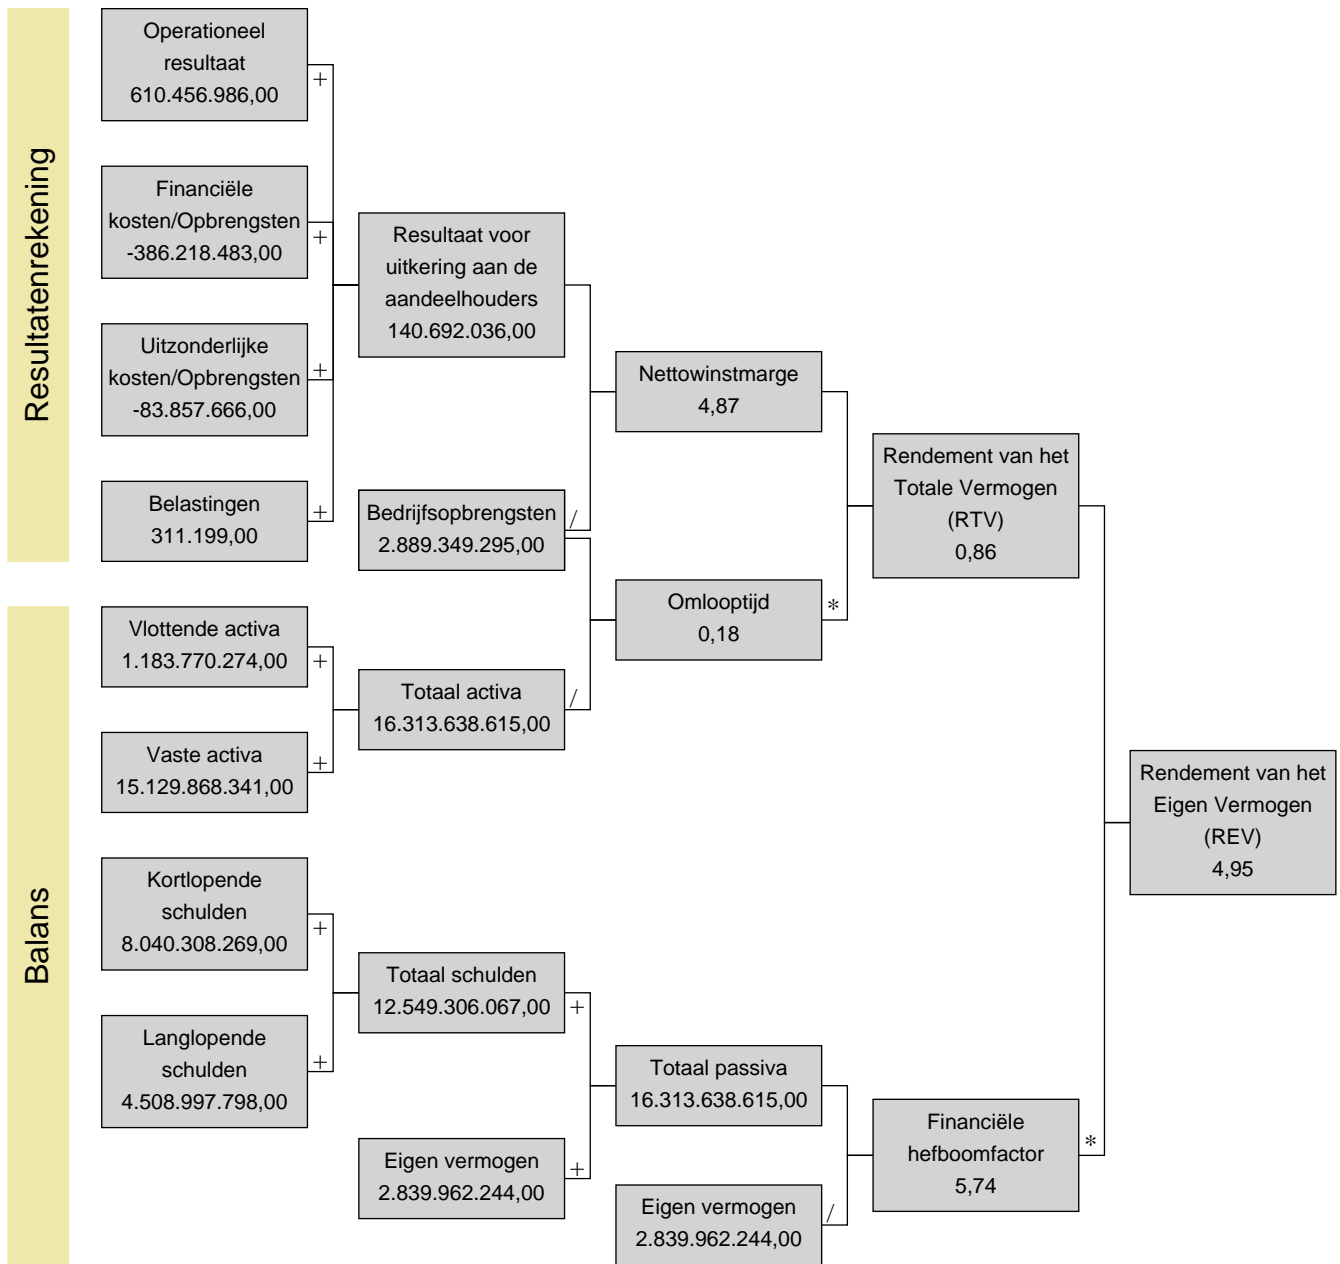 Resultatenrekening
Operationeel
resultaat
610.456.986,00
+
Financiële
kosten/Opbrengsten
-386.218.483,00
+
Uitzonderlijke
kosten/Opbrengsten
-83.857.666,00
+
Belastingen
311.199,00
+
Resultaat voor
uitkering aan de
aandeelhouders
140.692.036,00
Bedrijfsopbrengsten
2.889.349.295,00
/
Nettowinstmarge
4,87
Omlooptijd
0,18
*
Rendement van het
Totale Vermogen
(RTV)
0,86
Balans
Vlottende activa
1.183.770.274,00
+
Vaste activa
15.129.868.341,00
+
Totaal activa
16.313.638.615,00
/
Rendement van het
Eigen Vermogen
(REV)
4,95
Kortlopende
schulden
8.040.308.269,00
+
Langlopende
schulden
4.508.997.798,00
+
Totaal schulden
12.549.306.067,00
+
Eigen vermogen
2.839.962.244,00
+
Totaal passiva
16.313.638.615,00
Eigen vermogen
2.839.962.244,00
/
Financiële
hefboomfactor
5,74
*